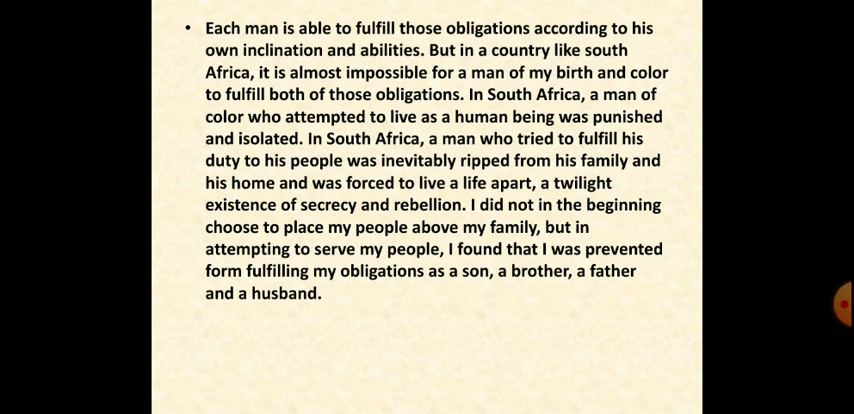 • Each man is able to fulfill those obligations according to his
own inclination and abilities. But in a country like south
Africa, it is almost impossible for a man of my birth and color
to fulfill both of those obligations. In South Africa, a man of
color who attempted to live as a human being was punished
and isolated. In South Africa, a man who tried to fulfill his
duty to his people was inevitably ripped from his family and
his home and was forced to live a life apart, a twilight
existence of secrecy and rebellion. I did not in the beginning
choose to place my people above my family, but in
attempting to serve my people, I found that I was prevented
form fulfilling my obligations as a son, a brother, a father
and a husband.